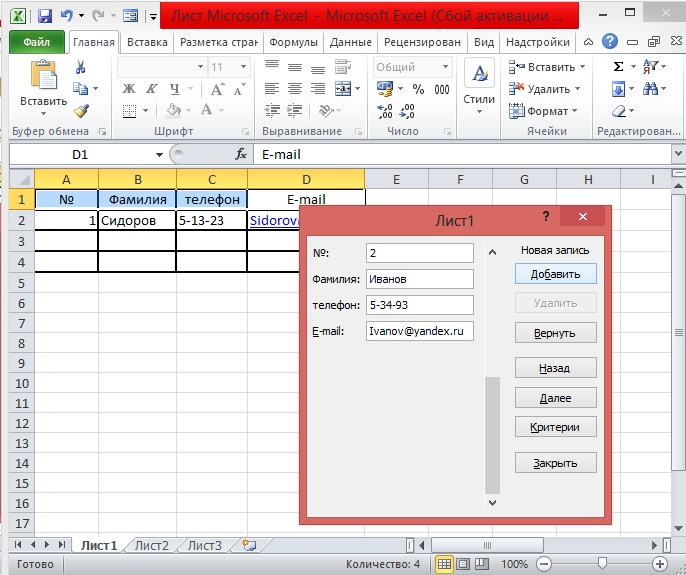 Лист Microsoft Excel - Microsoft Excel (Сбой активации ...
Файл Главная Вставка Разметка стран Формулы Данные Рецензирован Вид Надстройки
Общий
11
Вставить
Ж К Ч
Стили
Вставить
Удалить
Формат
Буфер обмена Шрифт Выравнивание Число Ячейки Редактирован...
D1 fx E-mail
A B C D E F G H I
1 № Фамилия телефон E-mail
2 1 Сидоров 5-13-23 Sidorov
3
4
5
6
7
8
9
10
11
12
13
14
15
16
17
Лист1 ?
Новая запись
№: 2
Добавить
Фамилия: Иванов
Удалить
телефон: 5-34-93
E-mail: Ivanov@yandex.ru
Вернуть
Назад
Далее
Критерии
Закрыть
Лист1 Лист2 Лист3
Готово Количество: 4 100%